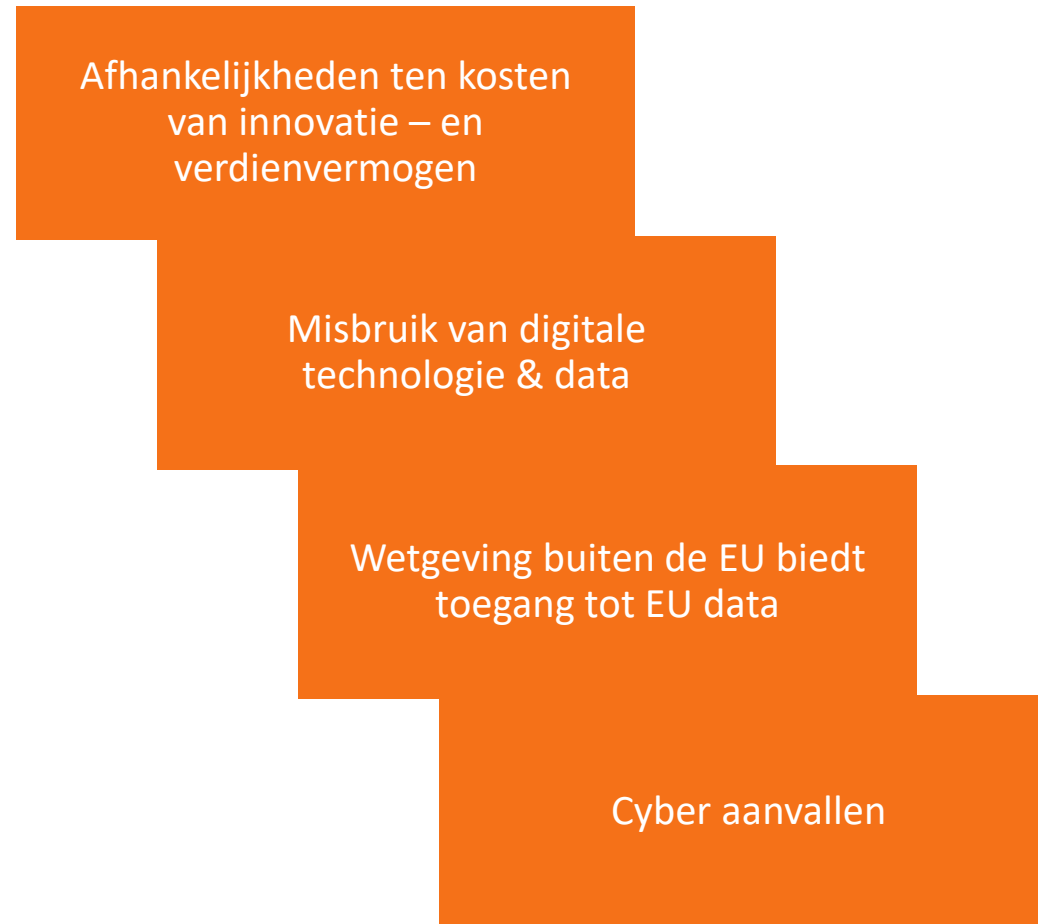 Afhankelijkheden ten kosten
van innovatie – en
verdienvermogen
Misbruik van digitale
technologie & data
Wetgeving buiten de EU biedt
toegang tot EU data
Cyber aanvallen